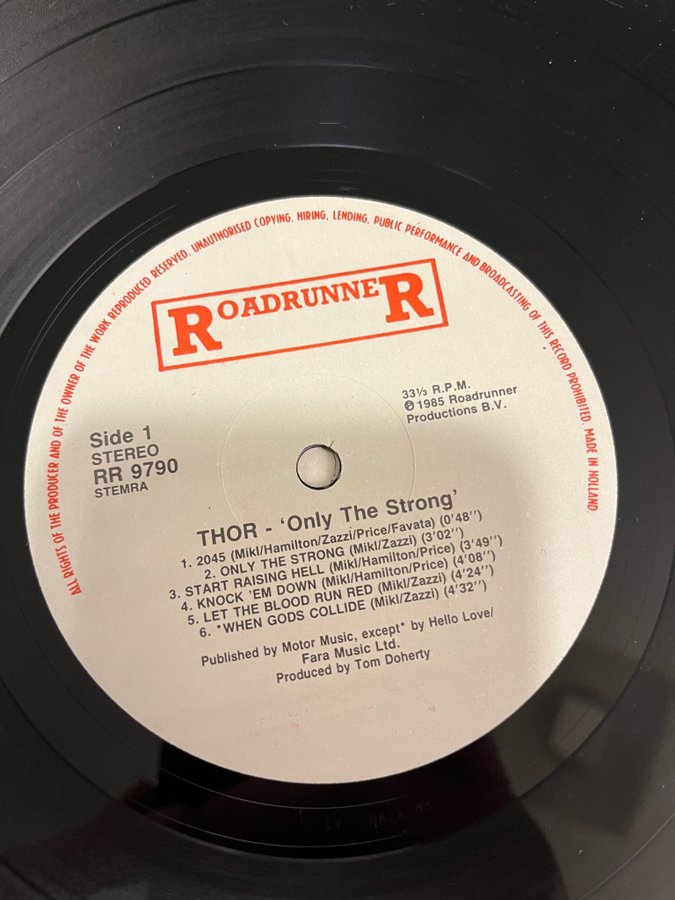 ALL RIGHTS OF THE PRODUCER AND OF THE OWNER OF THE WORK REPRODUCED RESERVED. UNAUTHORISED COPYING, HIRING, LENDING, PUBLIC PERFORMANCE AND BROADCASTING OF THIS RECORD PROHIBITED. MADE IN HOLLAND
ROADRUNNER
33⅓ R.P.M.
℗ 1985 Roadrunner
Productions B.V.
Side 1
STEREO
RR 9790
STEMRA
THOR - 'Only The Strong'
1. 2045 (Mikl/Hamilton/Zazzi/Price/Favata) (0'48'')
2. ONLY THE STRONG (Mikl/Zazzi) (3'02'')
3. START RAISING HELL (Mikl/Hamilton/Price) (3'49'')
4. KNOCK 'EM DOWN (Mikl/Hamilton/Price) (4'08'')
5. LET THE BLOOD RUN RED (Mikl/Zazzi) (4'24'')
6. *WHEN GODS COLLIDE (Mikl/Zazzi) (4'32'')
Published by Motor Music, except* by Hello Love/
Fara Music Ltd.
Produced by Tom Doherty